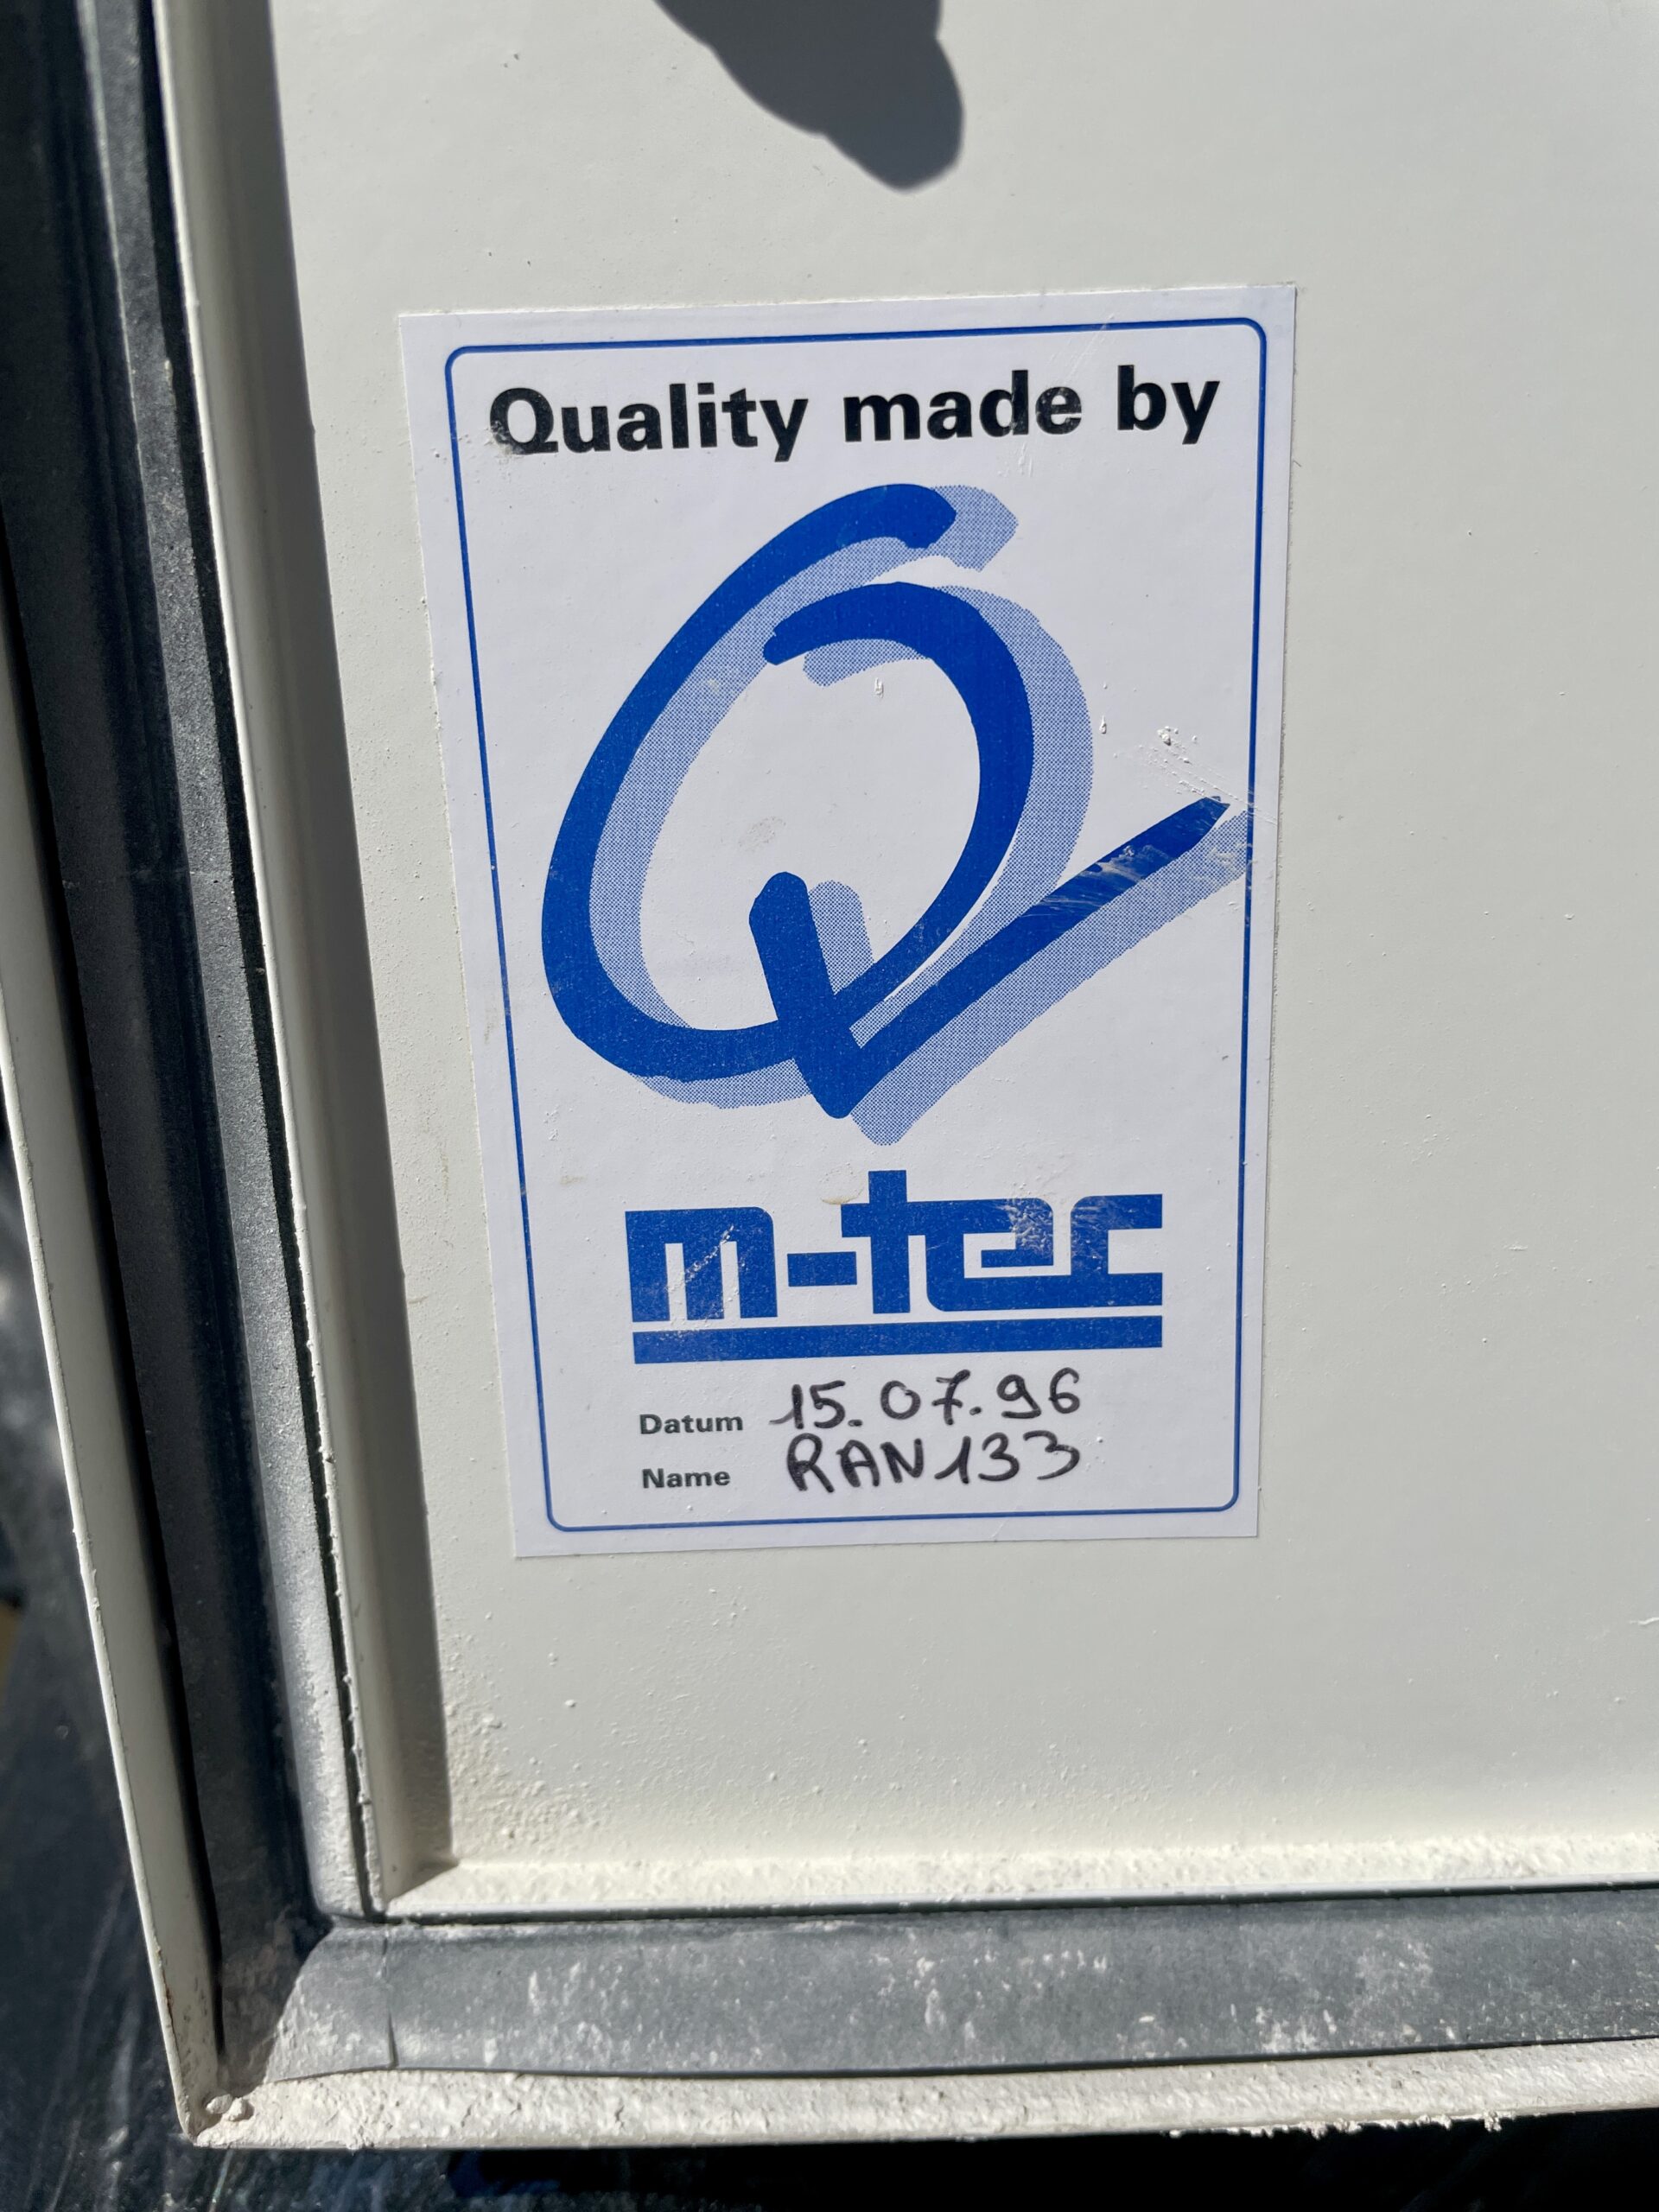 Quality made by
m-tec
Datum 15.07.96
Name RAN133